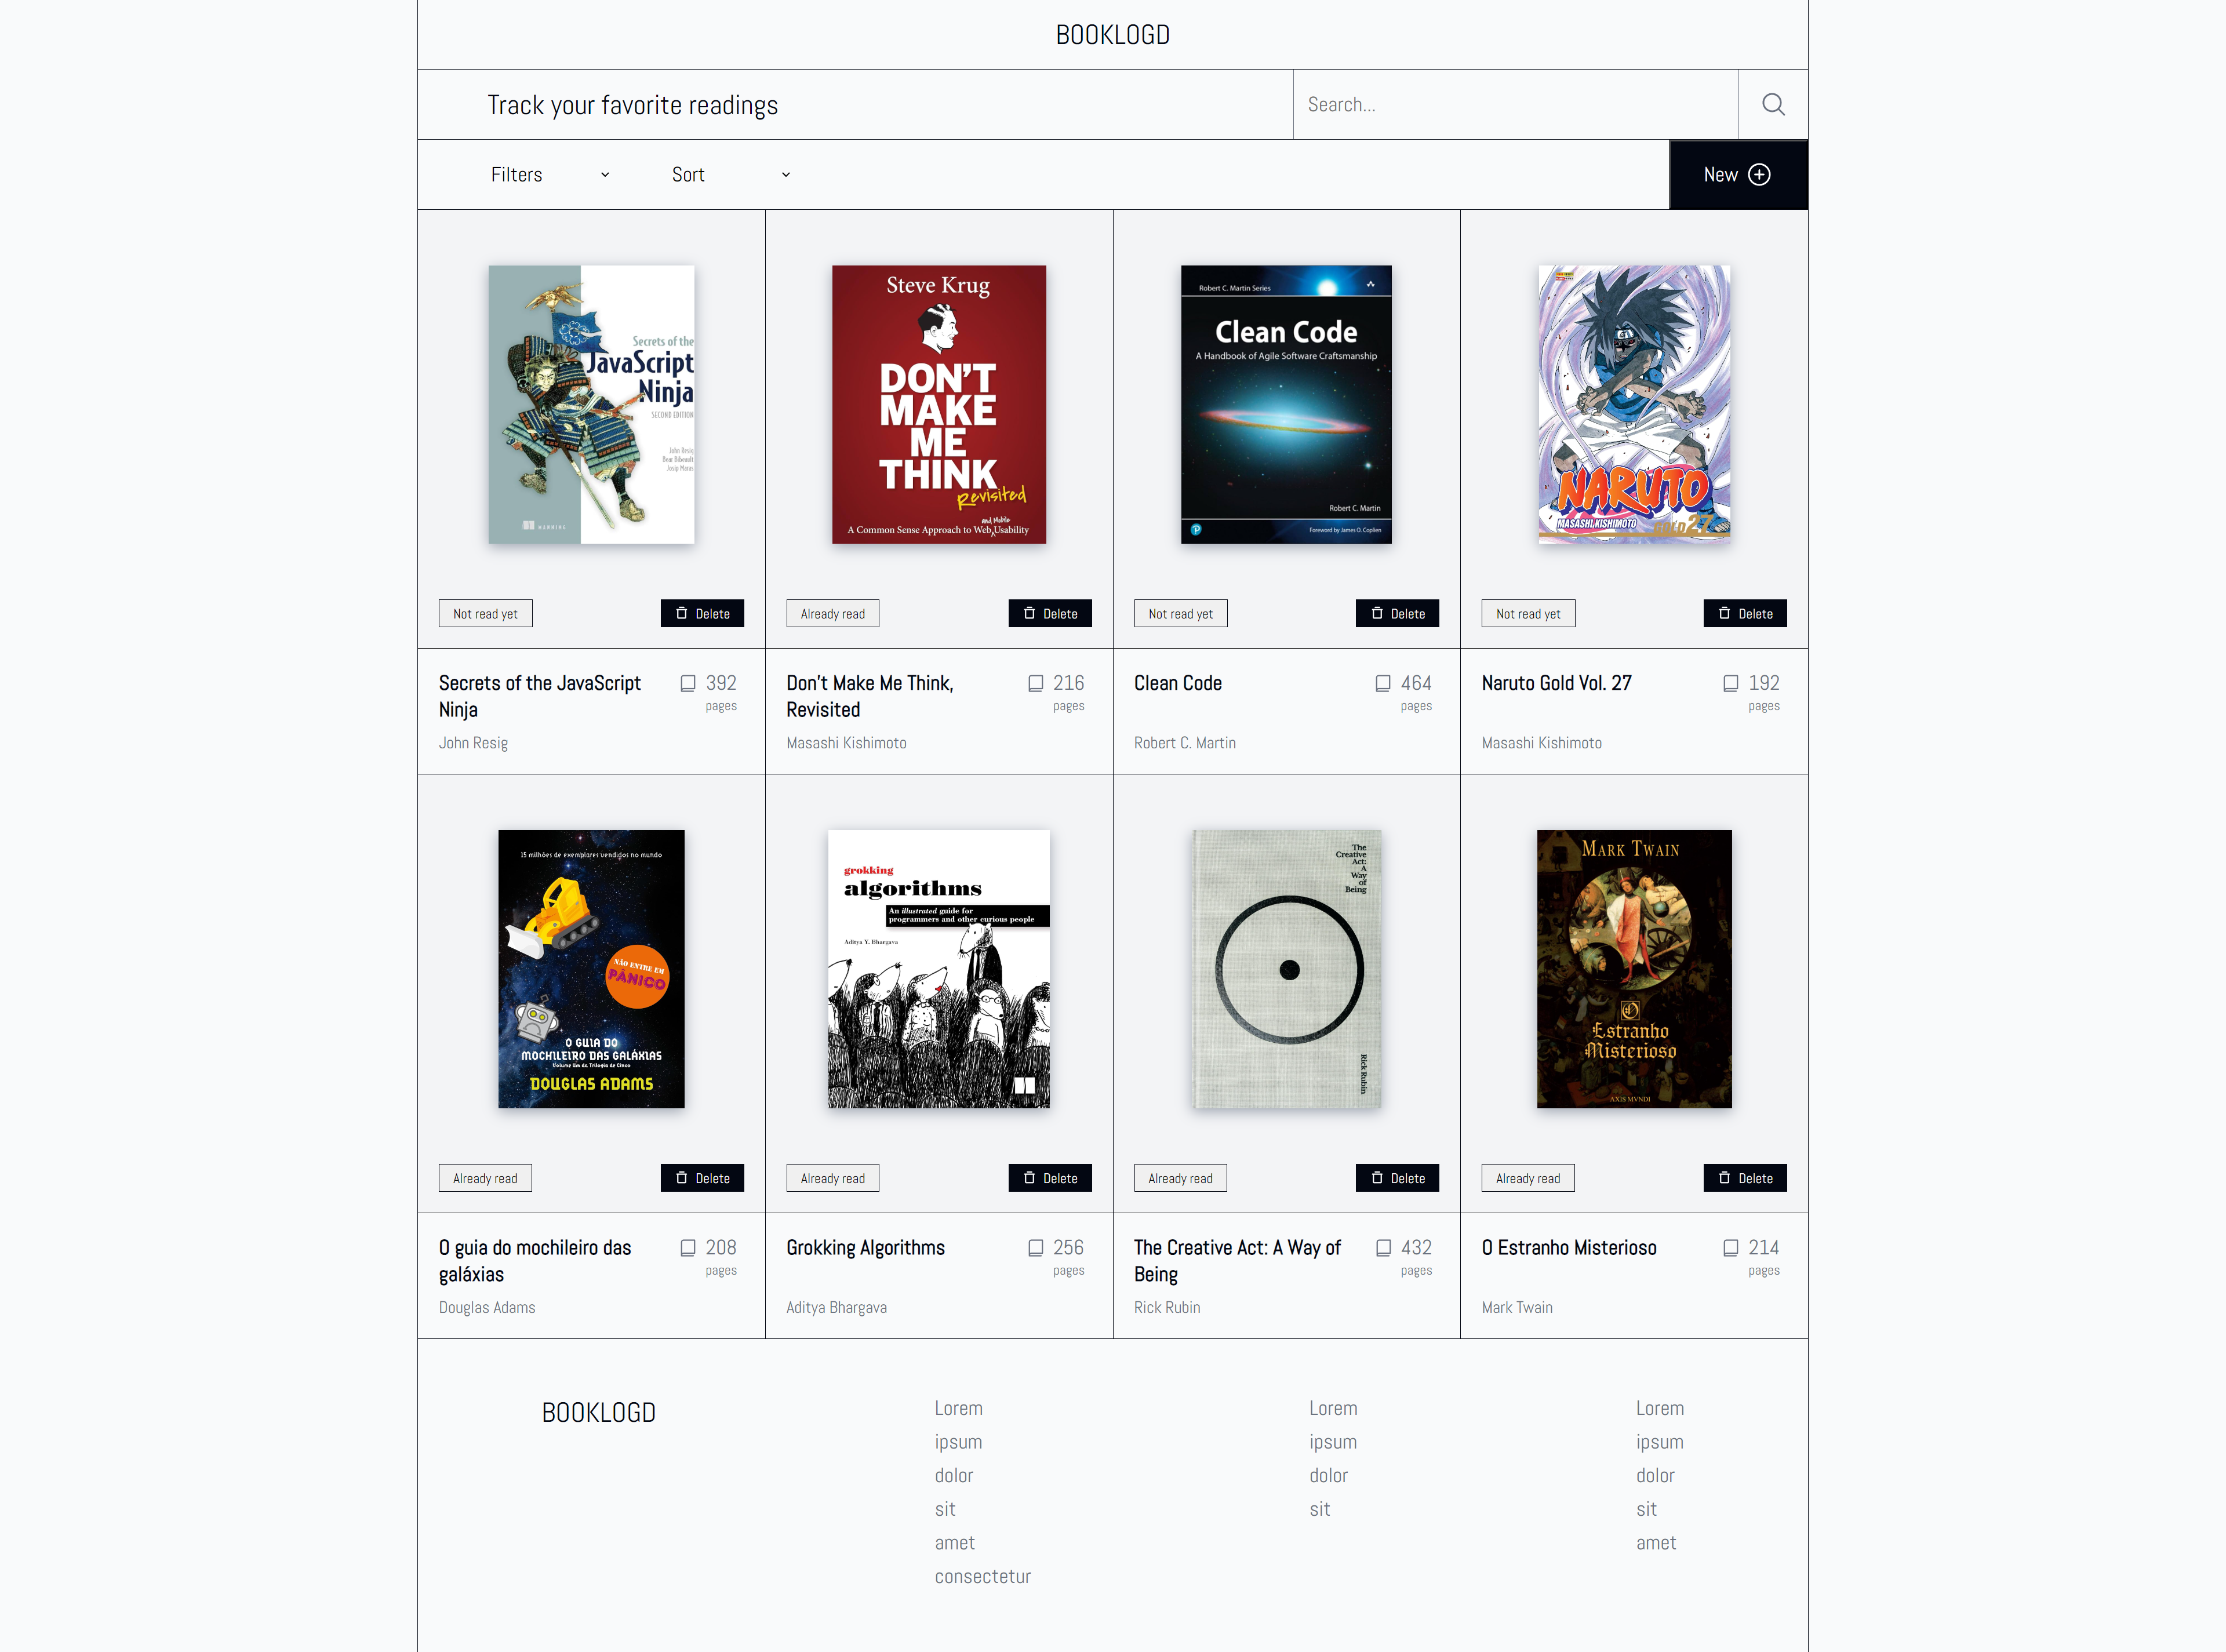 BOOKLOGD
Track your favorite readings
Search...
Filters
Sort
New
Secrets of the
JavaScript
Ninja
SECOND EDITION
John Resig
Bear Bibeault
Josip Maras
MANNING
Steve Krug
DON'T
MAKE
ME
THINK
Revisited
and Mobile
A Common Sense Approach to Web Usability
Robert C. Martin Series
Clean Code
A Handbook of Agile Software Craftsmanship
Robert C. Martin
Foreword by James O. Coplien
NARUTO
MASASHI KISHIMOTO
GOLD 27
Not read yet
Delete
Already read
Delete
Not read yet
Delete
Not read yet
Delete
Secrets of the JavaScript
Ninja
392
pages
John Resig
Don't Make Me Think,
Revisited
216
pages
Masashi Kishimoto
Clean Code
464
pages
Robert C. Martin
Naruto Gold Vol. 27
192
pages
Masashi Kishimoto
15 milhões de exemplares vendidos no mundo
NÃO ENTRE EM
PÂNICO
O GUIA DO
MOCHILEIRO DAS GALÁXIAS
Volume Um da Trilogia de Cinco
DOUGLAS ADAMS
grokking
algorithms
An illustrated guide for
programmers and other curious people
Aditya Y. Bhargava
The
Creative
Act:
A
Way
of
Being
Rick Rubin
MARK TWAIN
O
Estranho
Misterioso
AXIS MVNDI
Already read
Delete
Already read
Delete
Already read
Delete
Already read
Delete
O guia do mochileiro das
galáxias
208
pages
Douglas Adams
Grokking Algorithms
256
pages
Aditya Bhargava
The Creative Act: A Way of
Being
432
pages
Rick Rubin
O Estranho Misterioso
214
pages
Mark Twain
BOOKLOGD
Lorem
ipsum
dolor
sit
amet
consectetur
Lorem
ipsum
dolor
sit
Lorem
ipsum
dolor
sit
amet